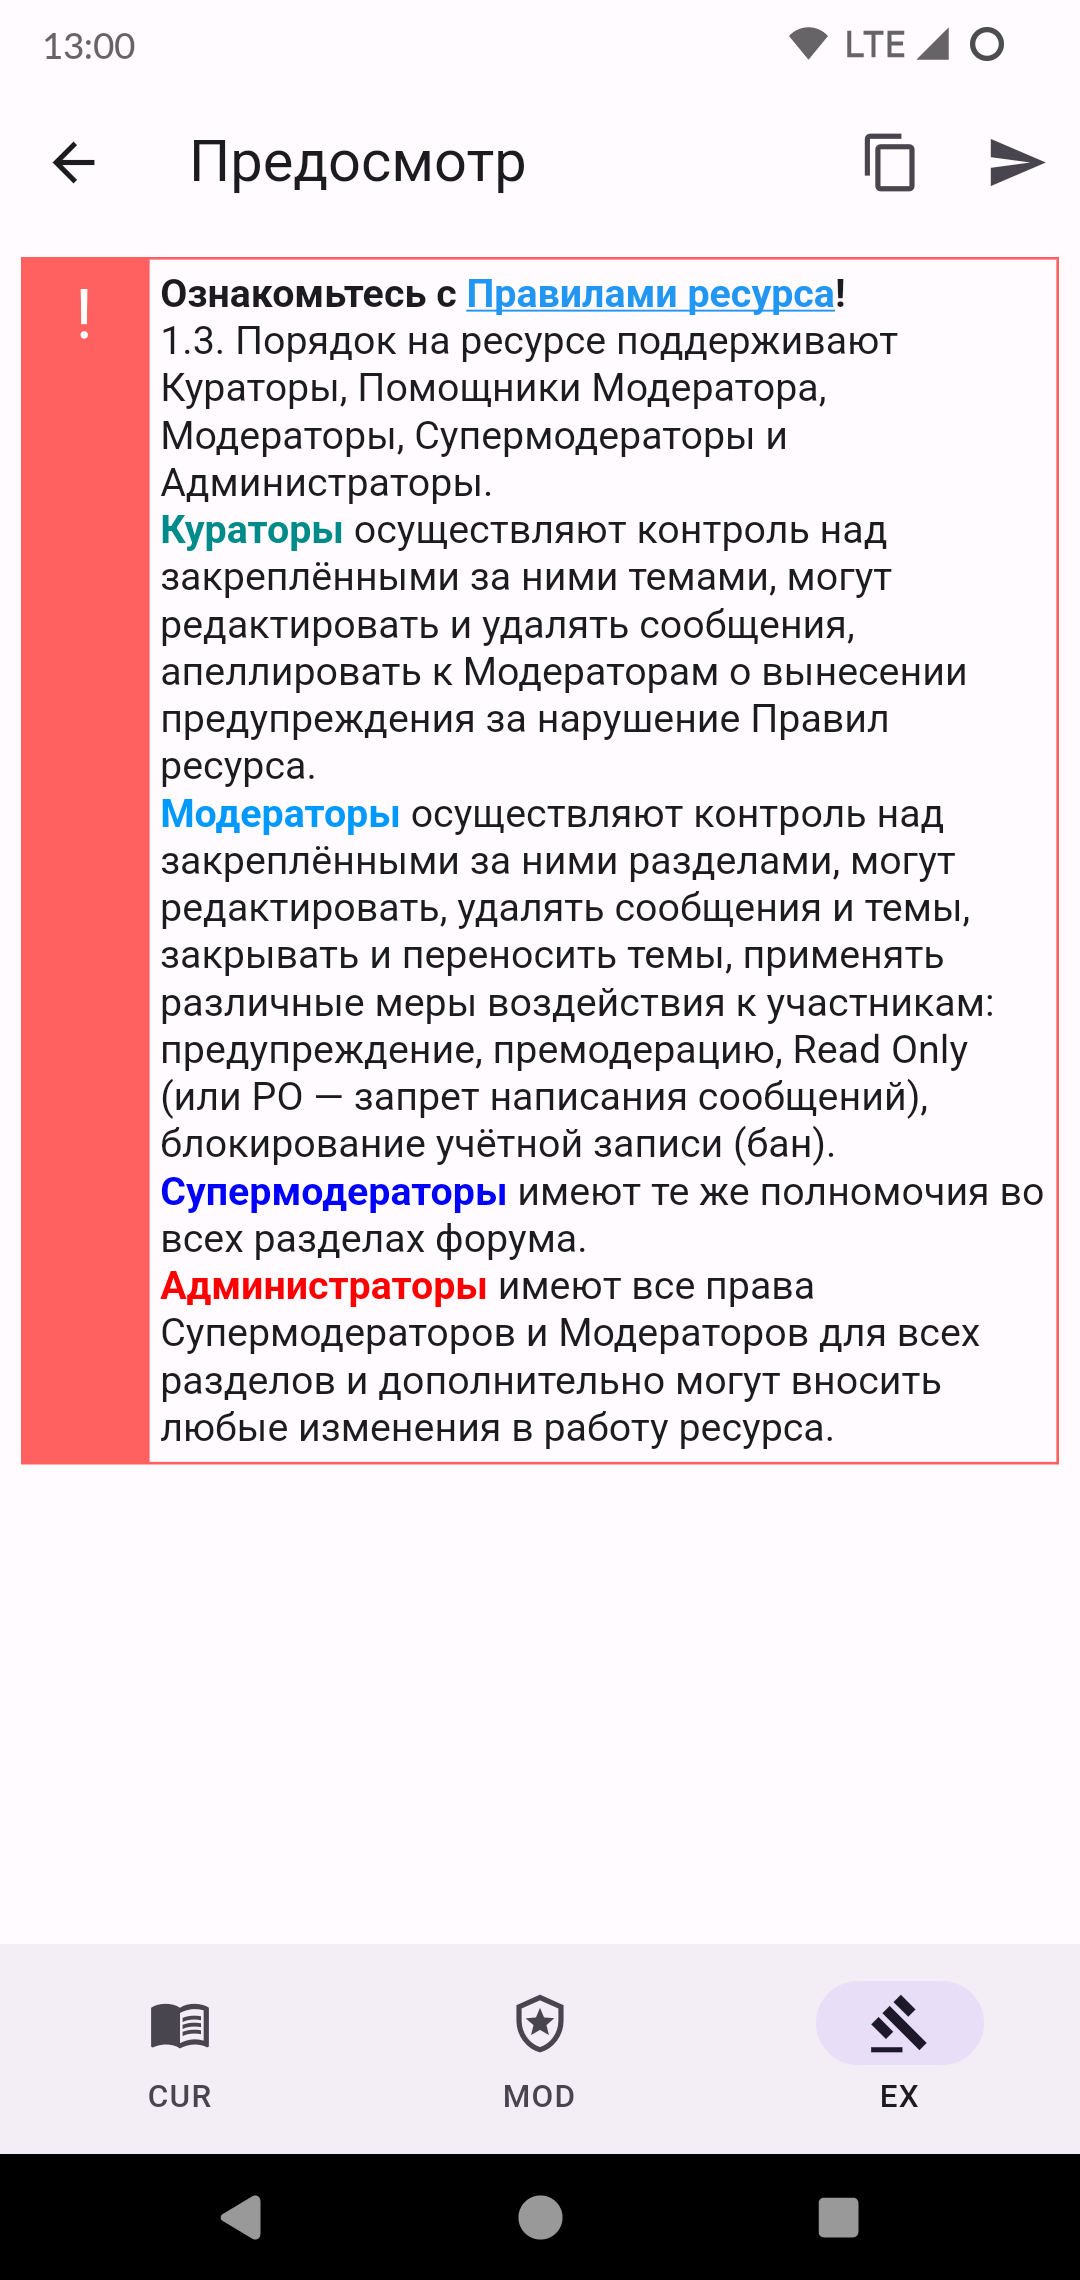 13:00
LTE
Предосмотр
!
Ознакомьтесь с Правилами ресурса!
1.3. Порядок на ресурсе поддерживают
Кураторы, Помощники Модератора,
Модераторы, Супермодераторы и
Администраторы.
Кураторы осуществляют контроль над
закреплёнными за ними темами, могут
редактировать и удалять сообщения,
апеллировать к Модераторам о вынесении
предупреждения за нарушение Правил
ресурса.
Модераторы осуществляют контроль над
закреплёнными за ними разделами, могут
редактировать, удалять сообщения и темы,
закрывать и переносить темы, применять
различные меры воздействия к участникам:
предупреждение, премодерацию, Read Only
(или РО — запрет написания сообщений),
блокирование учётной записи (бан).
Супермодераторы имеют те же полномочия во
всех разделах форума.
Администраторы имеют все права
Супермодераторов и Модераторов для всех
разделов и дополнительно могут вносить
любые изменения в работу ресурса.
CUR
MOD
EX